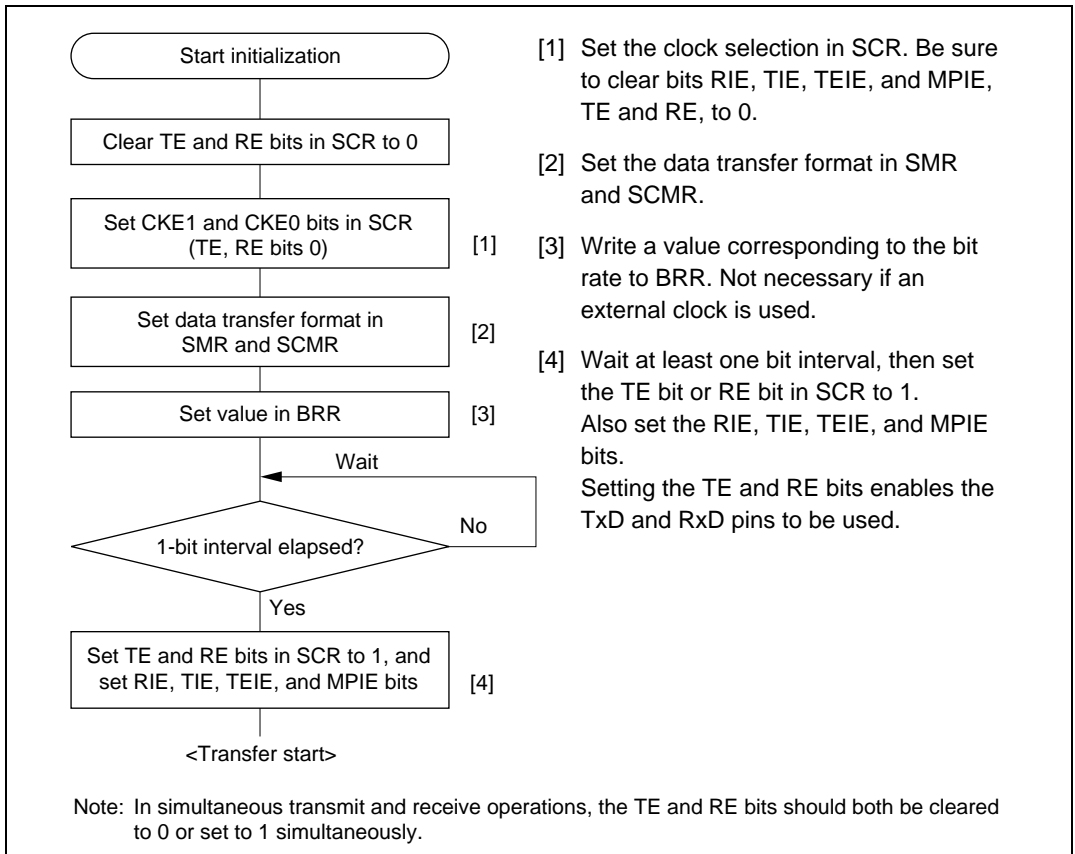 Start initialization
Clear TE and RE bits in SCR to 0
Set CKE1 and CKE0 bits in SCR
(TE, RE bits 0)
[1]
Set data transfer format in
SMR and SCMR
[2]
Set value in BRR
[3]
Wait
1-bit interval elapsed?
No
Yes
Set TE and RE bits in SCR to 1, and
set RIE, TIE, TEIE, and MPIE bits
[4]
<Transfer start>
[1] Set the clock selection in SCR. Be sure
to clear bits RIE, TIE, TEIE, and MPIE,
TE and RE, to 0.
[2] Set the data transfer format in SMR
and SCMR.
[3] Write a value corresponding to the bit
rate to BRR. Not necessary if an
external clock is used.
[4] Wait at least one bit interval, then set
the TE bit or RE bit in SCR to 1.
Also set the RIE, TIE, TEIE, and MPIE
bits.
Setting the TE and RE bits enables the
TxD and RxD pins to be used.
Note: In simultaneous transmit and receive operations, the TE and RE bits should both be cleared
to 0 or set to 1 simultaneously.